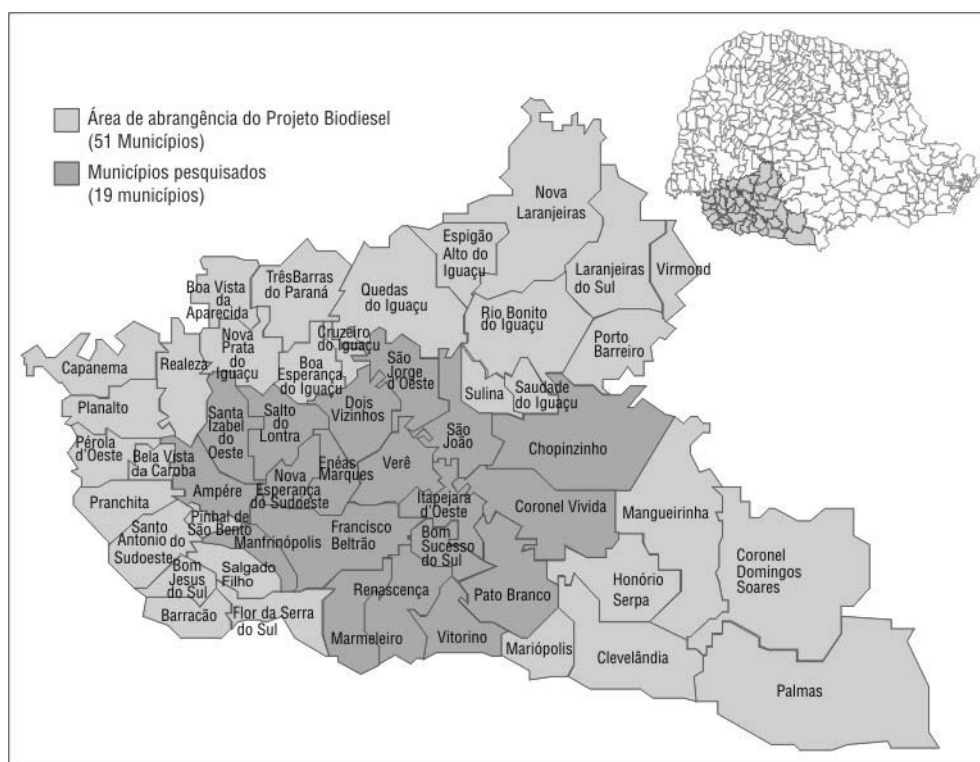 Área de abrangência do Projeto Biodiesel
(51 Municípios)
Municípios pesquisados
(19 municípios)
Nova
Laranjeiras
Espigão
Alto do
Iguaçu
Laranjeiras
do Sul
Virmond
TrêsBarras
do Paraná
Boa Vista
da
Aparecida
Quedas
do Iguaçu
Rio Bonito
do Iguaçu
Porto
Barreiro
Cruzeiro
do Iguaçu
Nova
Prata
do
Iguaçu
Boa
Esperança
do Iguaçu
São
Jorge
d'Oeste
Capanema
Realeza
Planalto
Sulina
Saudade
do Iguaçu
Dois
Vizinhos
Salto
do
Lontra
Santa
Izabel
do
Oeste
São
João
Chopinzinho
Pérola
d'Oeste
Bela Vista
da Caroba
Enéas
Marques
Verê
Nova
Esperança
do Sudoeste
Ampére
Pranchita
Itapejara
d'Oeste
Coronel Vivida
Mangueirinha
Pinhal de
São Bento
Santo
Antonio do
Sudoeste
Manfrinópolis
Francisco
Beltrão
Bom
Sucesso
do Sul
Coronel
Domingos
Soares
Salgado
Filho
Bom
Jesus
do Sul
Renascença
Pato Branco
Honório
Serpa
Barracão
Flor da Serra
do Sul
Marmeleiro
Vitorino
Mariópolis
Clevelândia
Palmas